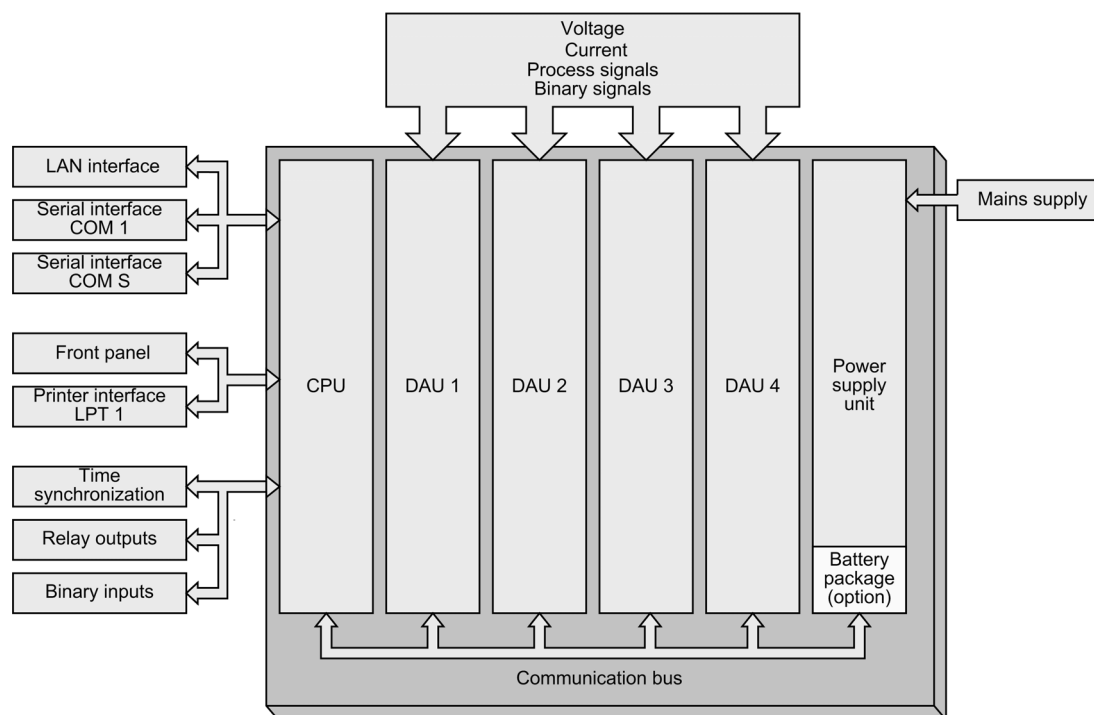 Voltage
Current
Process signals
Binary signals
LAN interface
Serial interface
COM 1
Serial interface
COM S
Front panel
Printer interface
LPT 1
Time
synchronization
Relay outputs
Binary inputs
CPU
DAU 1
DAU 2
DAU 3
DAU 4
Power
supply
unit
Battery
package
(option)
Mains supply
Communication bus